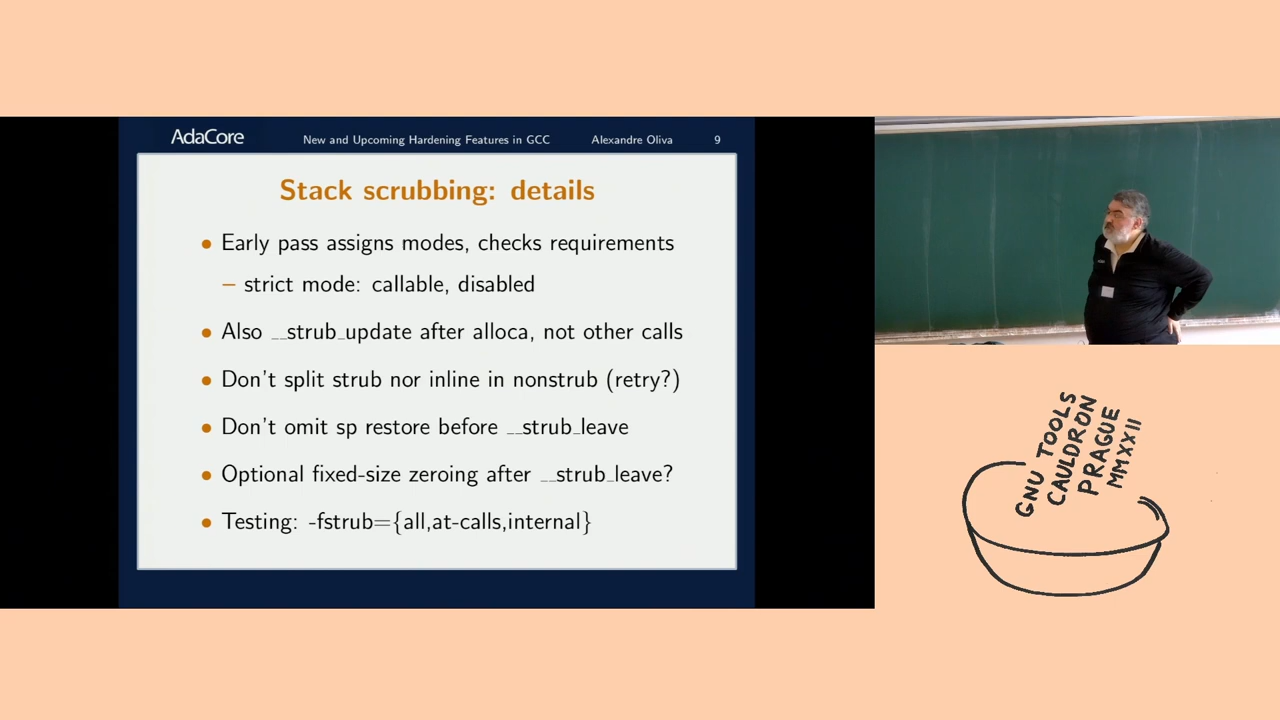 AdaCore New and Upcoming Hardening Features in GCC Alexandre Oliva 9
Stack scrubbing: details
• Early pass assigns modes, checks requirements
– strict mode: callable, disabled
• Also __strub_update after alloca, not other calls
• Don't split strub nor inline in nonstrub (retry?)
• Don't omit sp restore before __strub_leave
• Optional fixed-size zeroing after __strub_leave?
• Testing: -fstrub={all,at-calls,internal}
GNU TOOLS
CAULDRON
PRAGUE
MMXXII